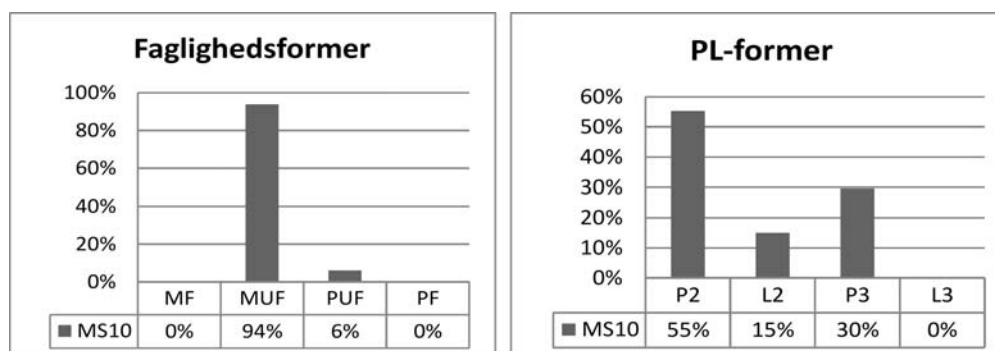 Faglighedsformer
100%
80%
60%
40%
20%
0%
MF MUF PUF PF
MS10 0% 94% 6% 0%
PL-former
60%
50%
40%
30%
20%
10%
0%
P2 L2 P3 L3
MS10 55% 15% 30% 0%